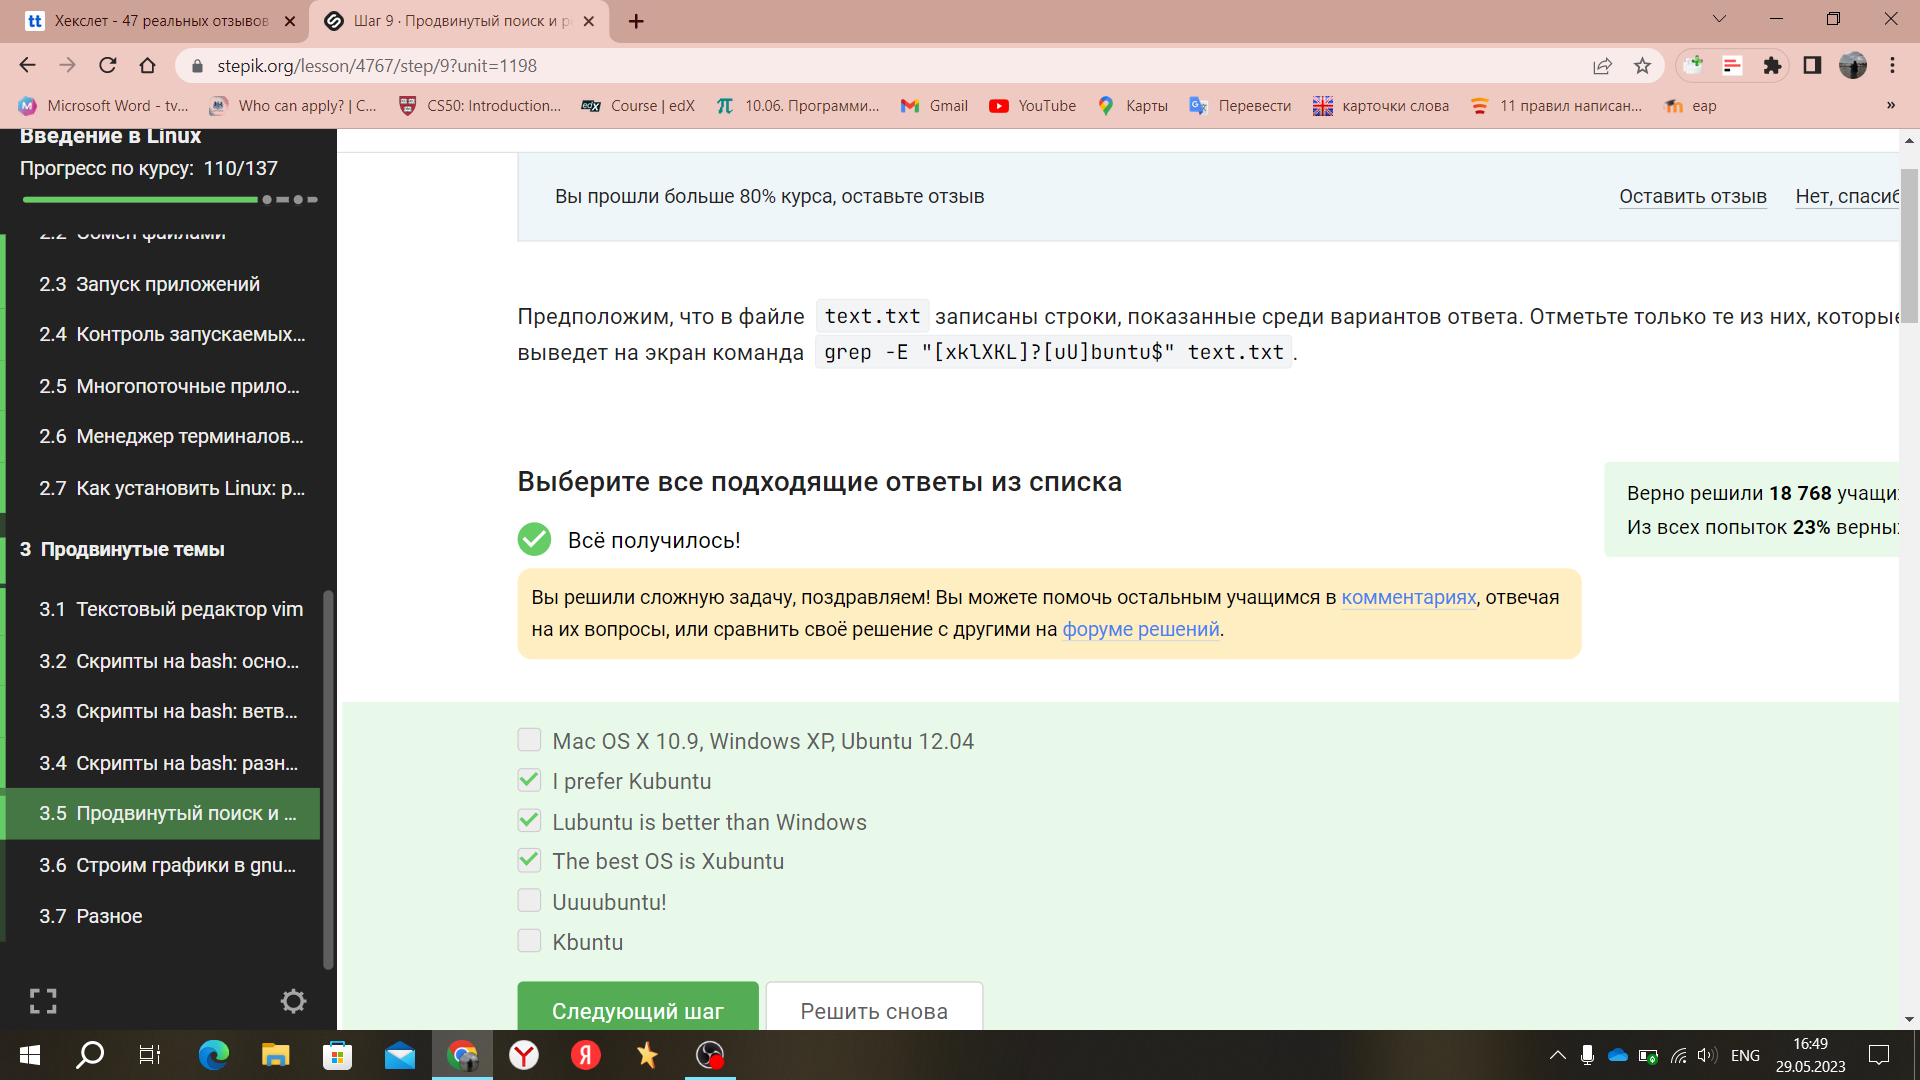 Хекслет - 47 реальных отзывов
Шаг 9 · Продвинутый поиск и р
stepik.org/lesson/4767/step/9?unit=1198
Microsoft Word - tv...
Who can apply? | C...
CS50: Introduction...
edX
Course | edX
10.06. Программи...
Gmail
YouTube
Карты
Перевести
карточки слова
11 правил написан...
eap
»
Введение в Linux
Прогресс по курсу: 110/137
2.2 Обмен файлами
2.3 Запуск приложений
2.4 Контроль запускаемых...
2.5 Многопоточные прило...
2.6 Менеджер терминалов...
2.7 Как установить Linux: р...
3 Продвинутые темы
3.1 Текстовый редактор vim
3.2 Скрипты на bash: осно...
3.3 Скрипты на bash: ветв...
3.4 Скрипты на bash: разн...
3.5 Продвинутый поиск и ...
3.6 Строим графики в gnu...
3.7 Разное
Вы прошли больше 80% курса, оставьте отзыв
Оставить отзыв
Нет, спасиб
Предположим, что в файле text.txt записаны строки, показанные среди вариантов ответа. Отметьте только те из них, которые
выведет на экран команда grep -E "[xklXKL]?[uU]buntu$" text.txt.
Выберите все подходящие ответы из списка
Верно решили 18 768 учащи
Из всех попыток 23% верны
Всё получилось!
Вы решили сложную задачу, поздравляем! Вы можете помочь остальным учащимся в комментариях, отвечая
на их вопросы, или сравнить своё решение с другими на форуме решений.
Mac OS X 10.9, Windows XP, Ubuntu 12.04
I prefer Kubuntu
Lubuntu is better than Windows
The best OS is Xubuntu
Uuuubuntu!
Kbuntu
Следующий шаг
Решить снова
ENG
16:49
29.05.2023